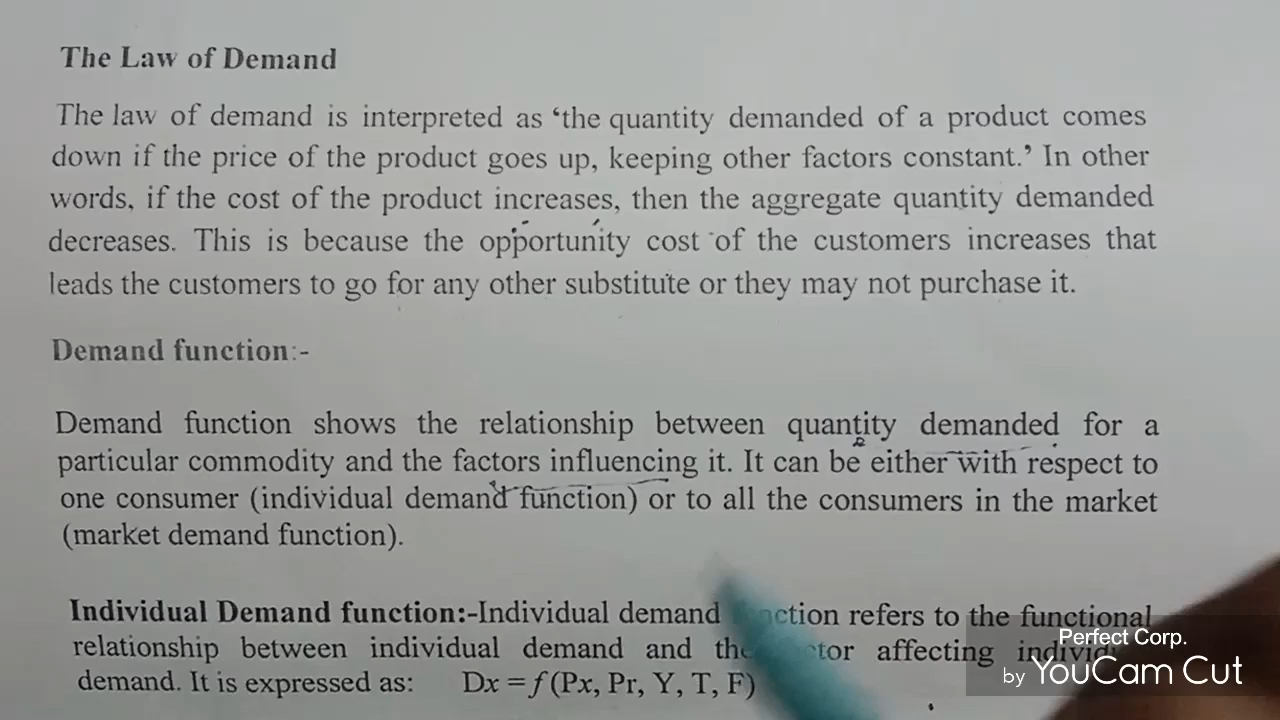 The Law of Demand
The law of demand is interpreted as ‘the quantity demanded of a product comes
down if the price of the product goes up, keeping other factors constant.’ In other
words, if the cost of the product increases, then the aggregate quantity demanded
decreases. This is because the opportunity cost of the customers increases that
leads the customers to go for any other substitute or they may not purchase it.
Demand function:-
Demand function shows the relationship between quantity demanded for a
particular commodity and the factors influencing it. It can be either with respect to
one consumer (individual demand function) or to all the consumers in the market
(market demand function).
Individual Demand function:-Individual demand nction refers to the functional
relationship between individual demand and the tor affecting individu
demand. It is expressed as: Dx = f (Px, Pr, Y, T, F)
Perfect Corp.
by YouCam Cut